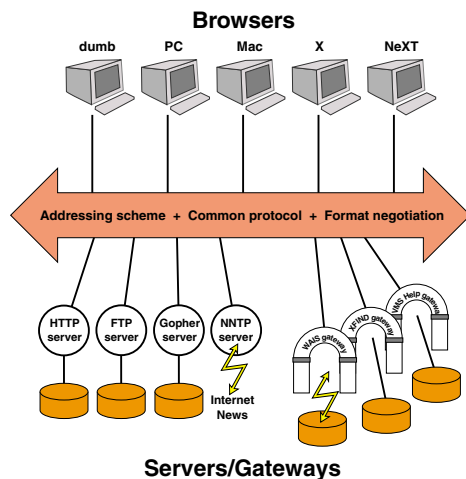 Browsers
dumb PC Mac X NeXT
Addressing scheme + Common protocol + Format negotiation
HTTP
server
FTP
server
Gopher
server
NNTP
server
Internet
News
WAIS gateway
XFIND gateway
VMS Help gateway
Servers/Gateways